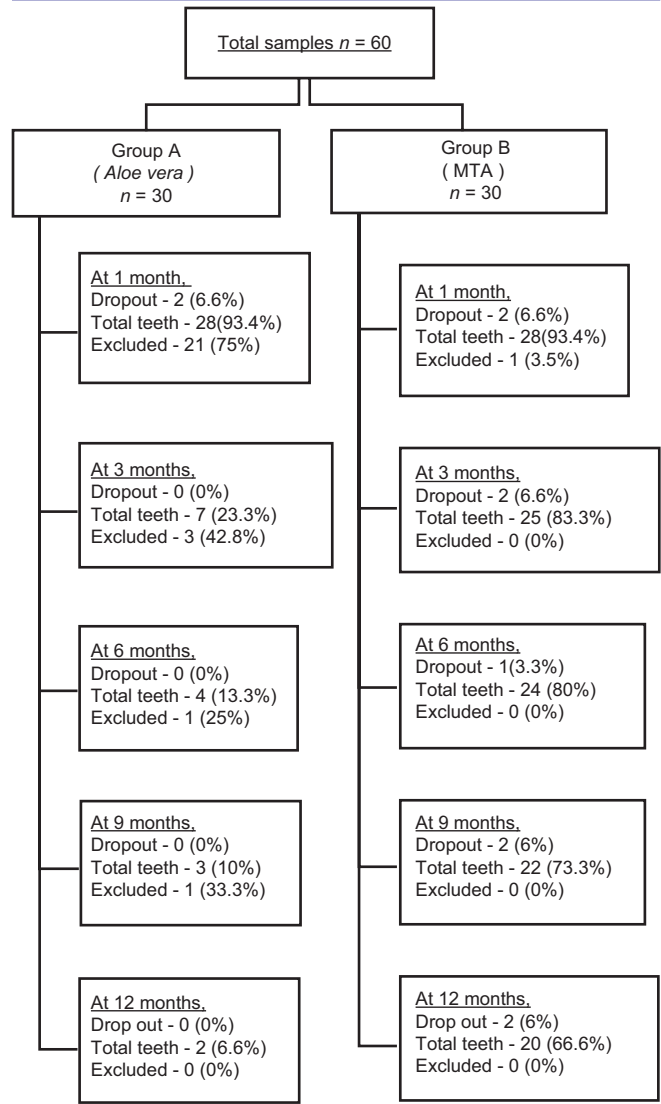 Total samples n = 60
Group A
( Aloe vera )
n = 30
Group B
( MTA )
n = 30
At 1 month,
Dropout - 2 (6.6%)
Total teeth - 28(93.4%)
Excluded - 21 (75%)
At 1 month,
Dropout - 2 (6.6%)
Total teeth - 28(93.4%)
Excluded - 1 (3.5%)
At 3 months,
Dropout - 0 (0%)
Total teeth - 7 (23.3%)
Excluded - 3 (42.8%)
At 3 months,
Dropout - 2 (6.6%)
Total teeth - 25 (83.3%)
Excluded - 0 (0%)
At 6 months,
Dropout - 0 (0%)
Total teeth - 4 (13.3%)
Excluded - 1 (25%)
At 6 months,
Dropout - 1(3.3%)
Total teeth - 24 (80%)
Excluded - 0 (0%)
At 9 months,
Dropout - 0 (0%)
Total teeth - 3 (10%)
Excluded - 1 (33.3%)
At 9 months,
Dropout - 2 (6%)
Total teeth - 22 (73.3%)
Excluded - 0 (0%)
At 12 months,
Drop out - 0 (0%)
Total teeth - 2 (6.6%)
Excluded - 0 (0%)
At 12 months,
Drop out - 2 (6%)
Total teeth - 20 (66.6%)
Excluded - 0 (0%)